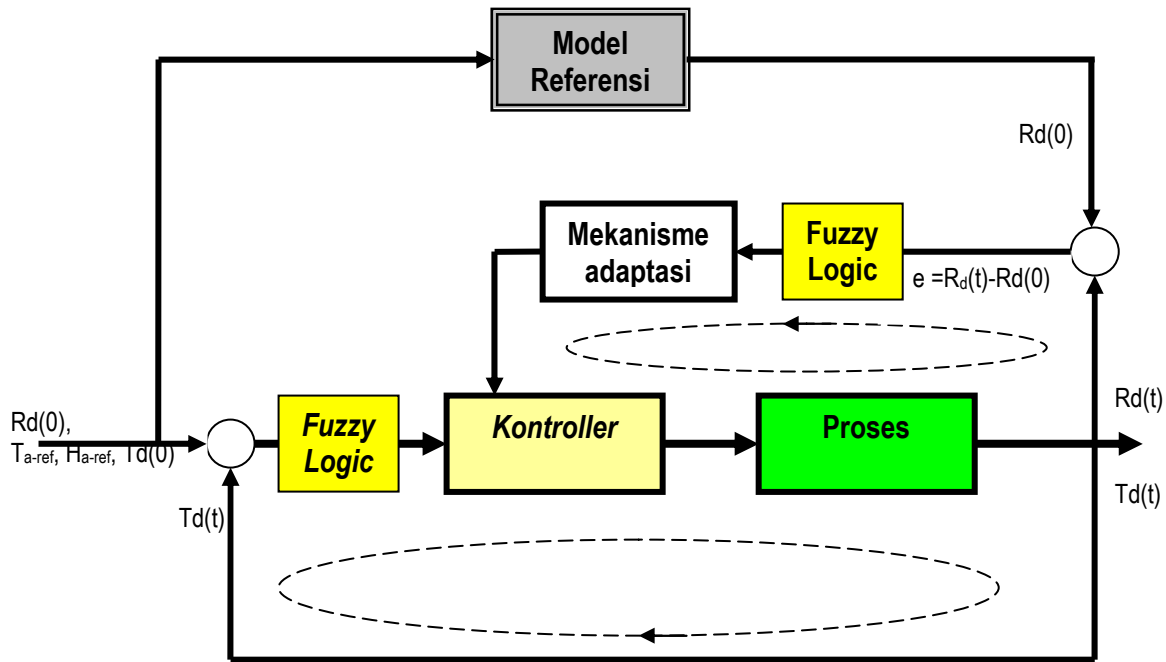 Model
Referensi
Rd(0)
Mekanisme
adaptasi
Fuzzy
Logic
e =Rd(t)-Rd(0)
Rd(0),
Ta-ref, Ha-ref, Td(0)
Fuzzy
Logic
Kontroller
Proses
Rd(t)
Td(t)
Td(t)